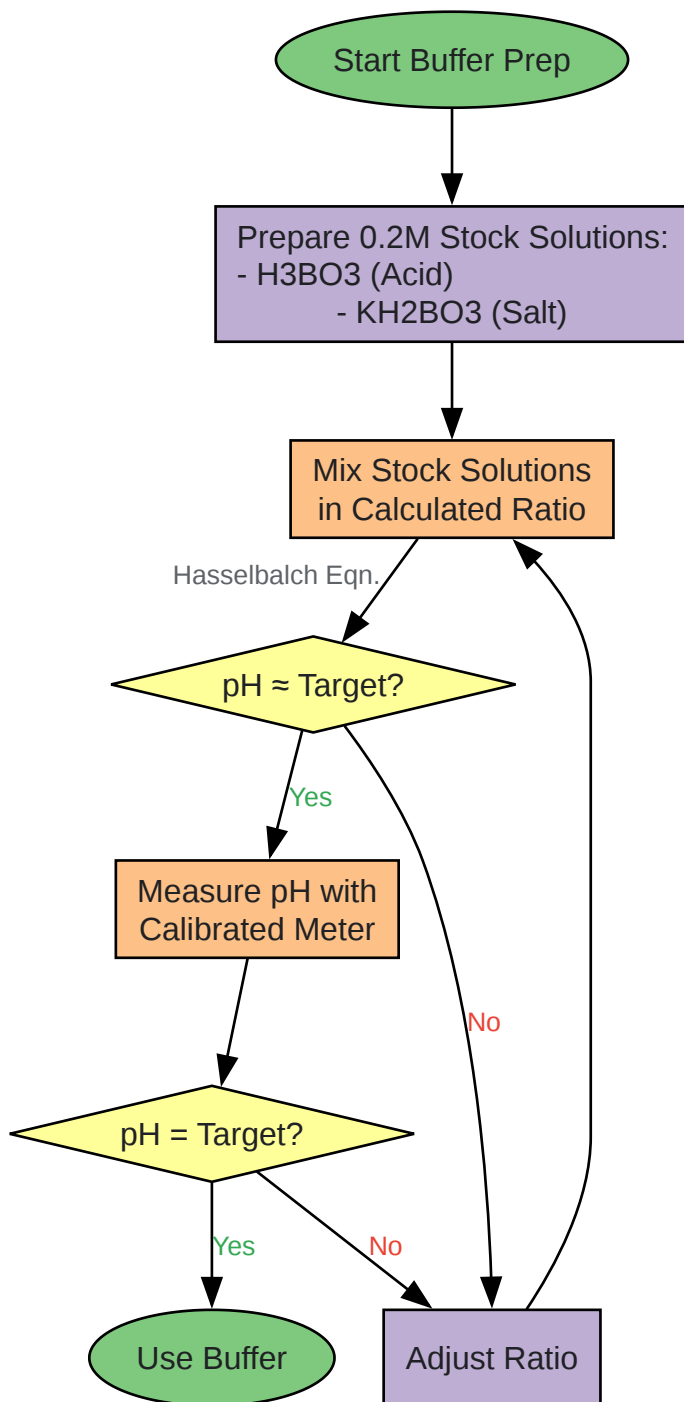 Start Buffer Prep
Prepare 0.2M Stock Solutions:
- H3BO3 (Acid)
- KH2BO3 (Salt)
Mix Stock Solutions
in Calculated Ratio
Hasselbalch Eqn.
pH ≈ Target?
Yes
Measure pH with
Calibrated Meter
No
pH = Target?
Yes
No
Use Buffer
Adjust Ratio